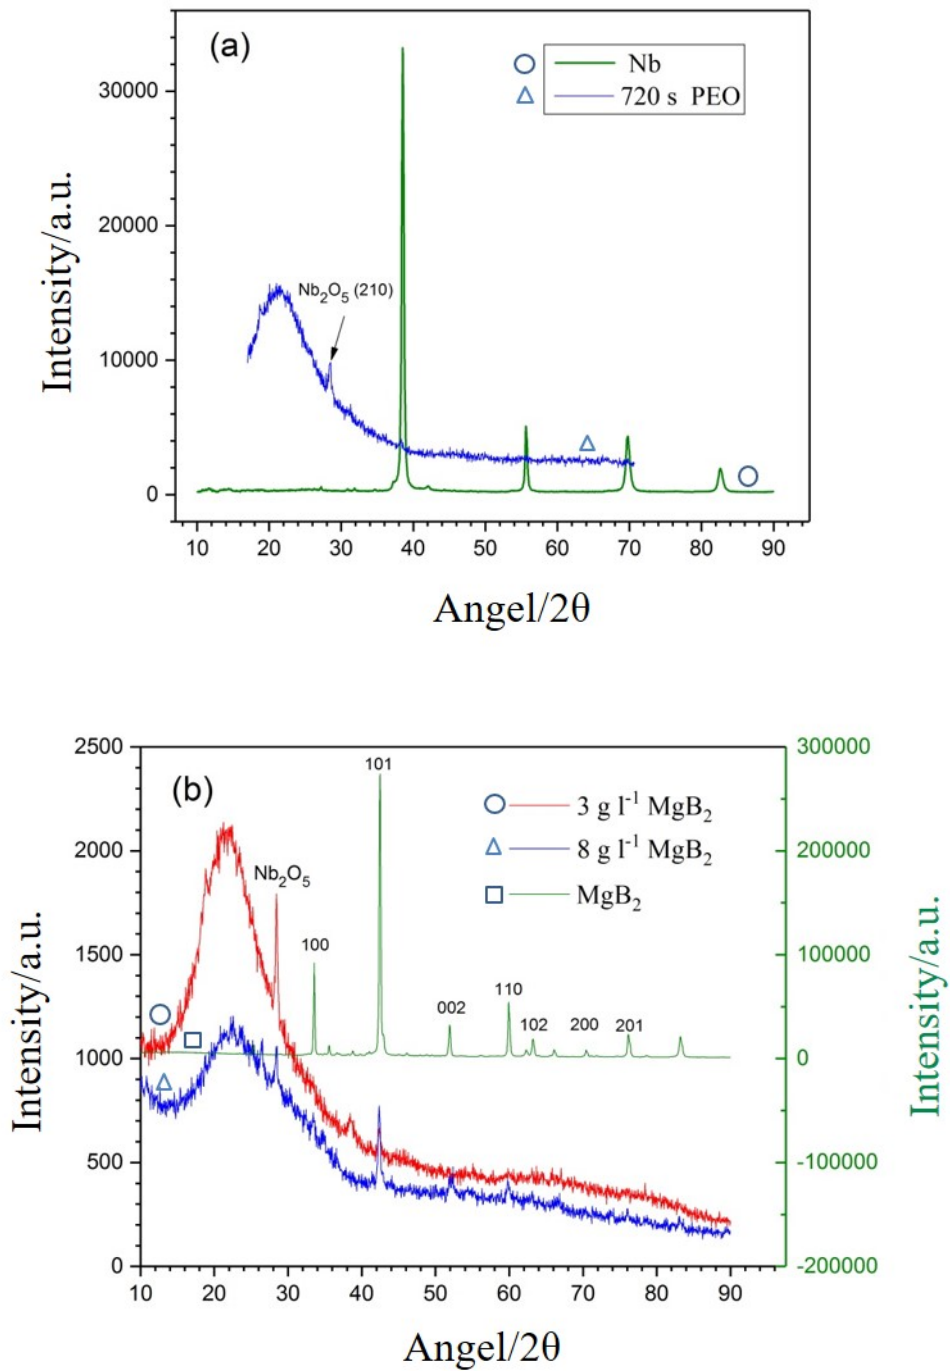 (a)
Nb
720 s PEO
30000
20000
10000
0
Nb₂O₅ (210)
Intensity/a.u.
10 20 30 40 50 60 70 80 90
Angel/2θ
(b)
3 g l⁻¹ MgB₂
8 g l⁻¹ MgB₂
MgB₂
2500
2000
1500
1000
500
0
Intensity/a.u.
Nb₂O₅
100
101
002
110
102
200
201
300000
200000
100000
0
-100000
-200000
Intensity/a.u.
10 20 30 40 50 60 70 80 90
Angel/2θ